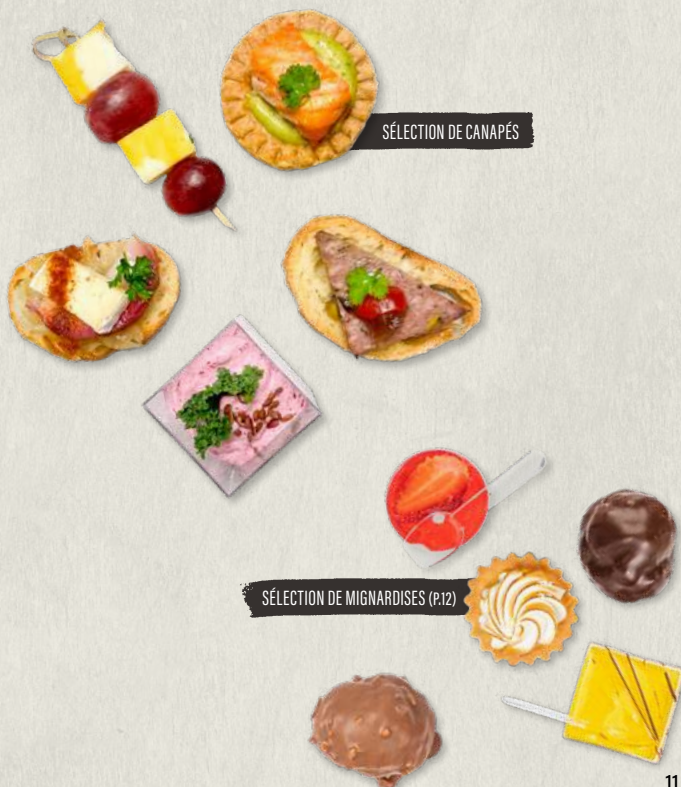 SÉLECTION DE CANAPÉS
SÉLECTION DE MIGNARDISES (P.12)
11